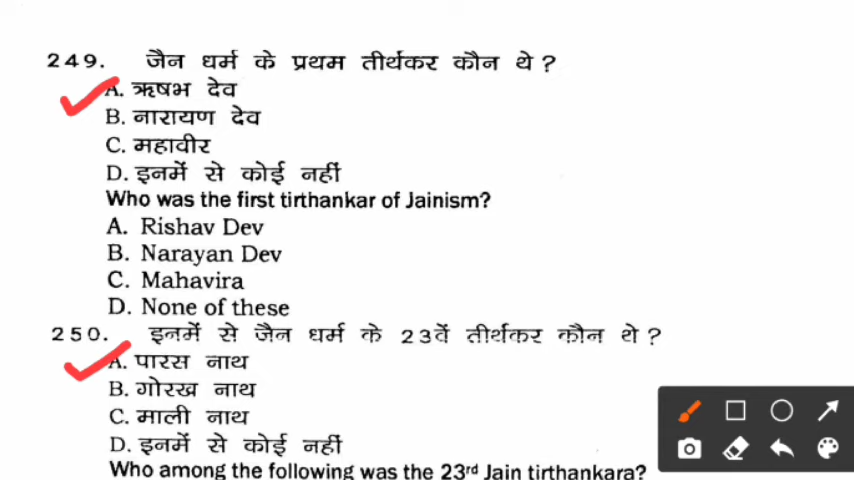 249. जैन धर्म के प्रथम तीर्थकर कौन थे ?
A. ऋषभ देव
B. नारायण देव
C. महावीर
D. इनमें से कोई नहीं
Who was the first tirthankar of Jainism?
A. Rishav Dev
B. Narayan Dev
C. Mahavira
D. None of these
250. इनमें से जैन धर्म के 23वें तीर्थकर कौन थे ?
A. पारस नाथ
B. गोरख नाथ
C. माली नाथ
D. इनमें से कोई नहीं
Who among the following was the 23rd Jain tirthankara?